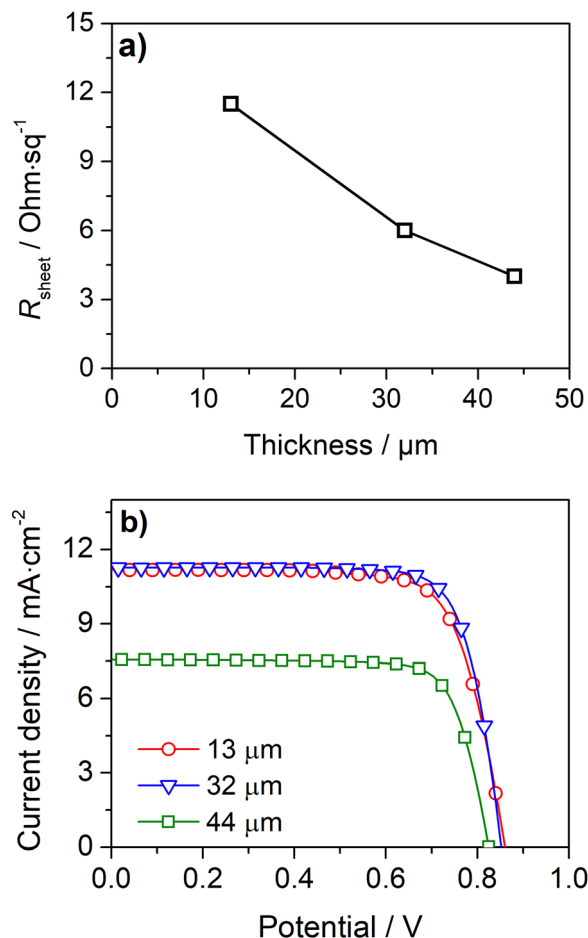 a)
15
12
9
6
3
0
R_sheet / Ohm·sq⁻¹
0 10 20 30 40 50
Thickness / µm
b)
12
9
6
3
0
Current density / mA·cm⁻²
13 µm
32 µm
44 µm
0.0 0.2 0.4 0.6 0.8 1.0
Potential / V